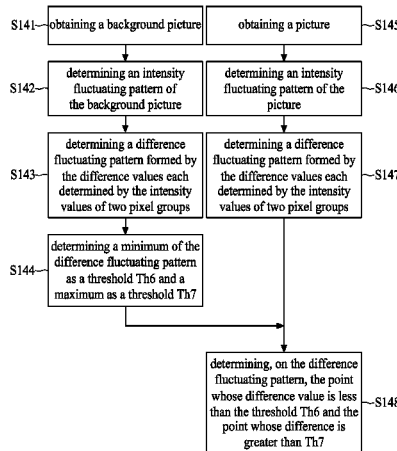 S141
obtaining a background picture
obtaining a picture
S145
S142
determining an intensity
fluctuating pattern of
the background picture
determining an intensity
fluctuating pattern of the
picture
S146
S143
determining a difference
fluctuating pattern formed by
the difference values each
determined by the intensity
values of two pixel groups
determining a difference
fluctuating pattern formed by
the difference values each
determined by the intensity
values of two pixel groups
S147
S144
determining a minimum of the
difference fluctuating pattern
as a threshold Th6 and a
maximum as a threshold Th7
determining, on the difference
fluctuating pattern, the point
whose difference value is less
than the threshold Th6 and the
point whose difference is
greater than Th7
S148